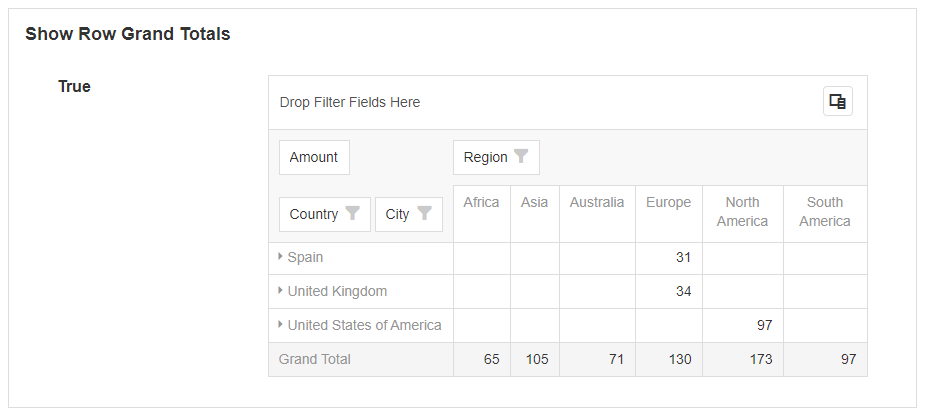 Show Row Grand Totals
True
Drop Filter Fields Here
Amount
Region
Country
City
Africa
Asia
Australia
Europe
North
America
South
America
Spain
31
United Kingdom
34
United States of America
97
Grand Total
65
105
71
130
173
97